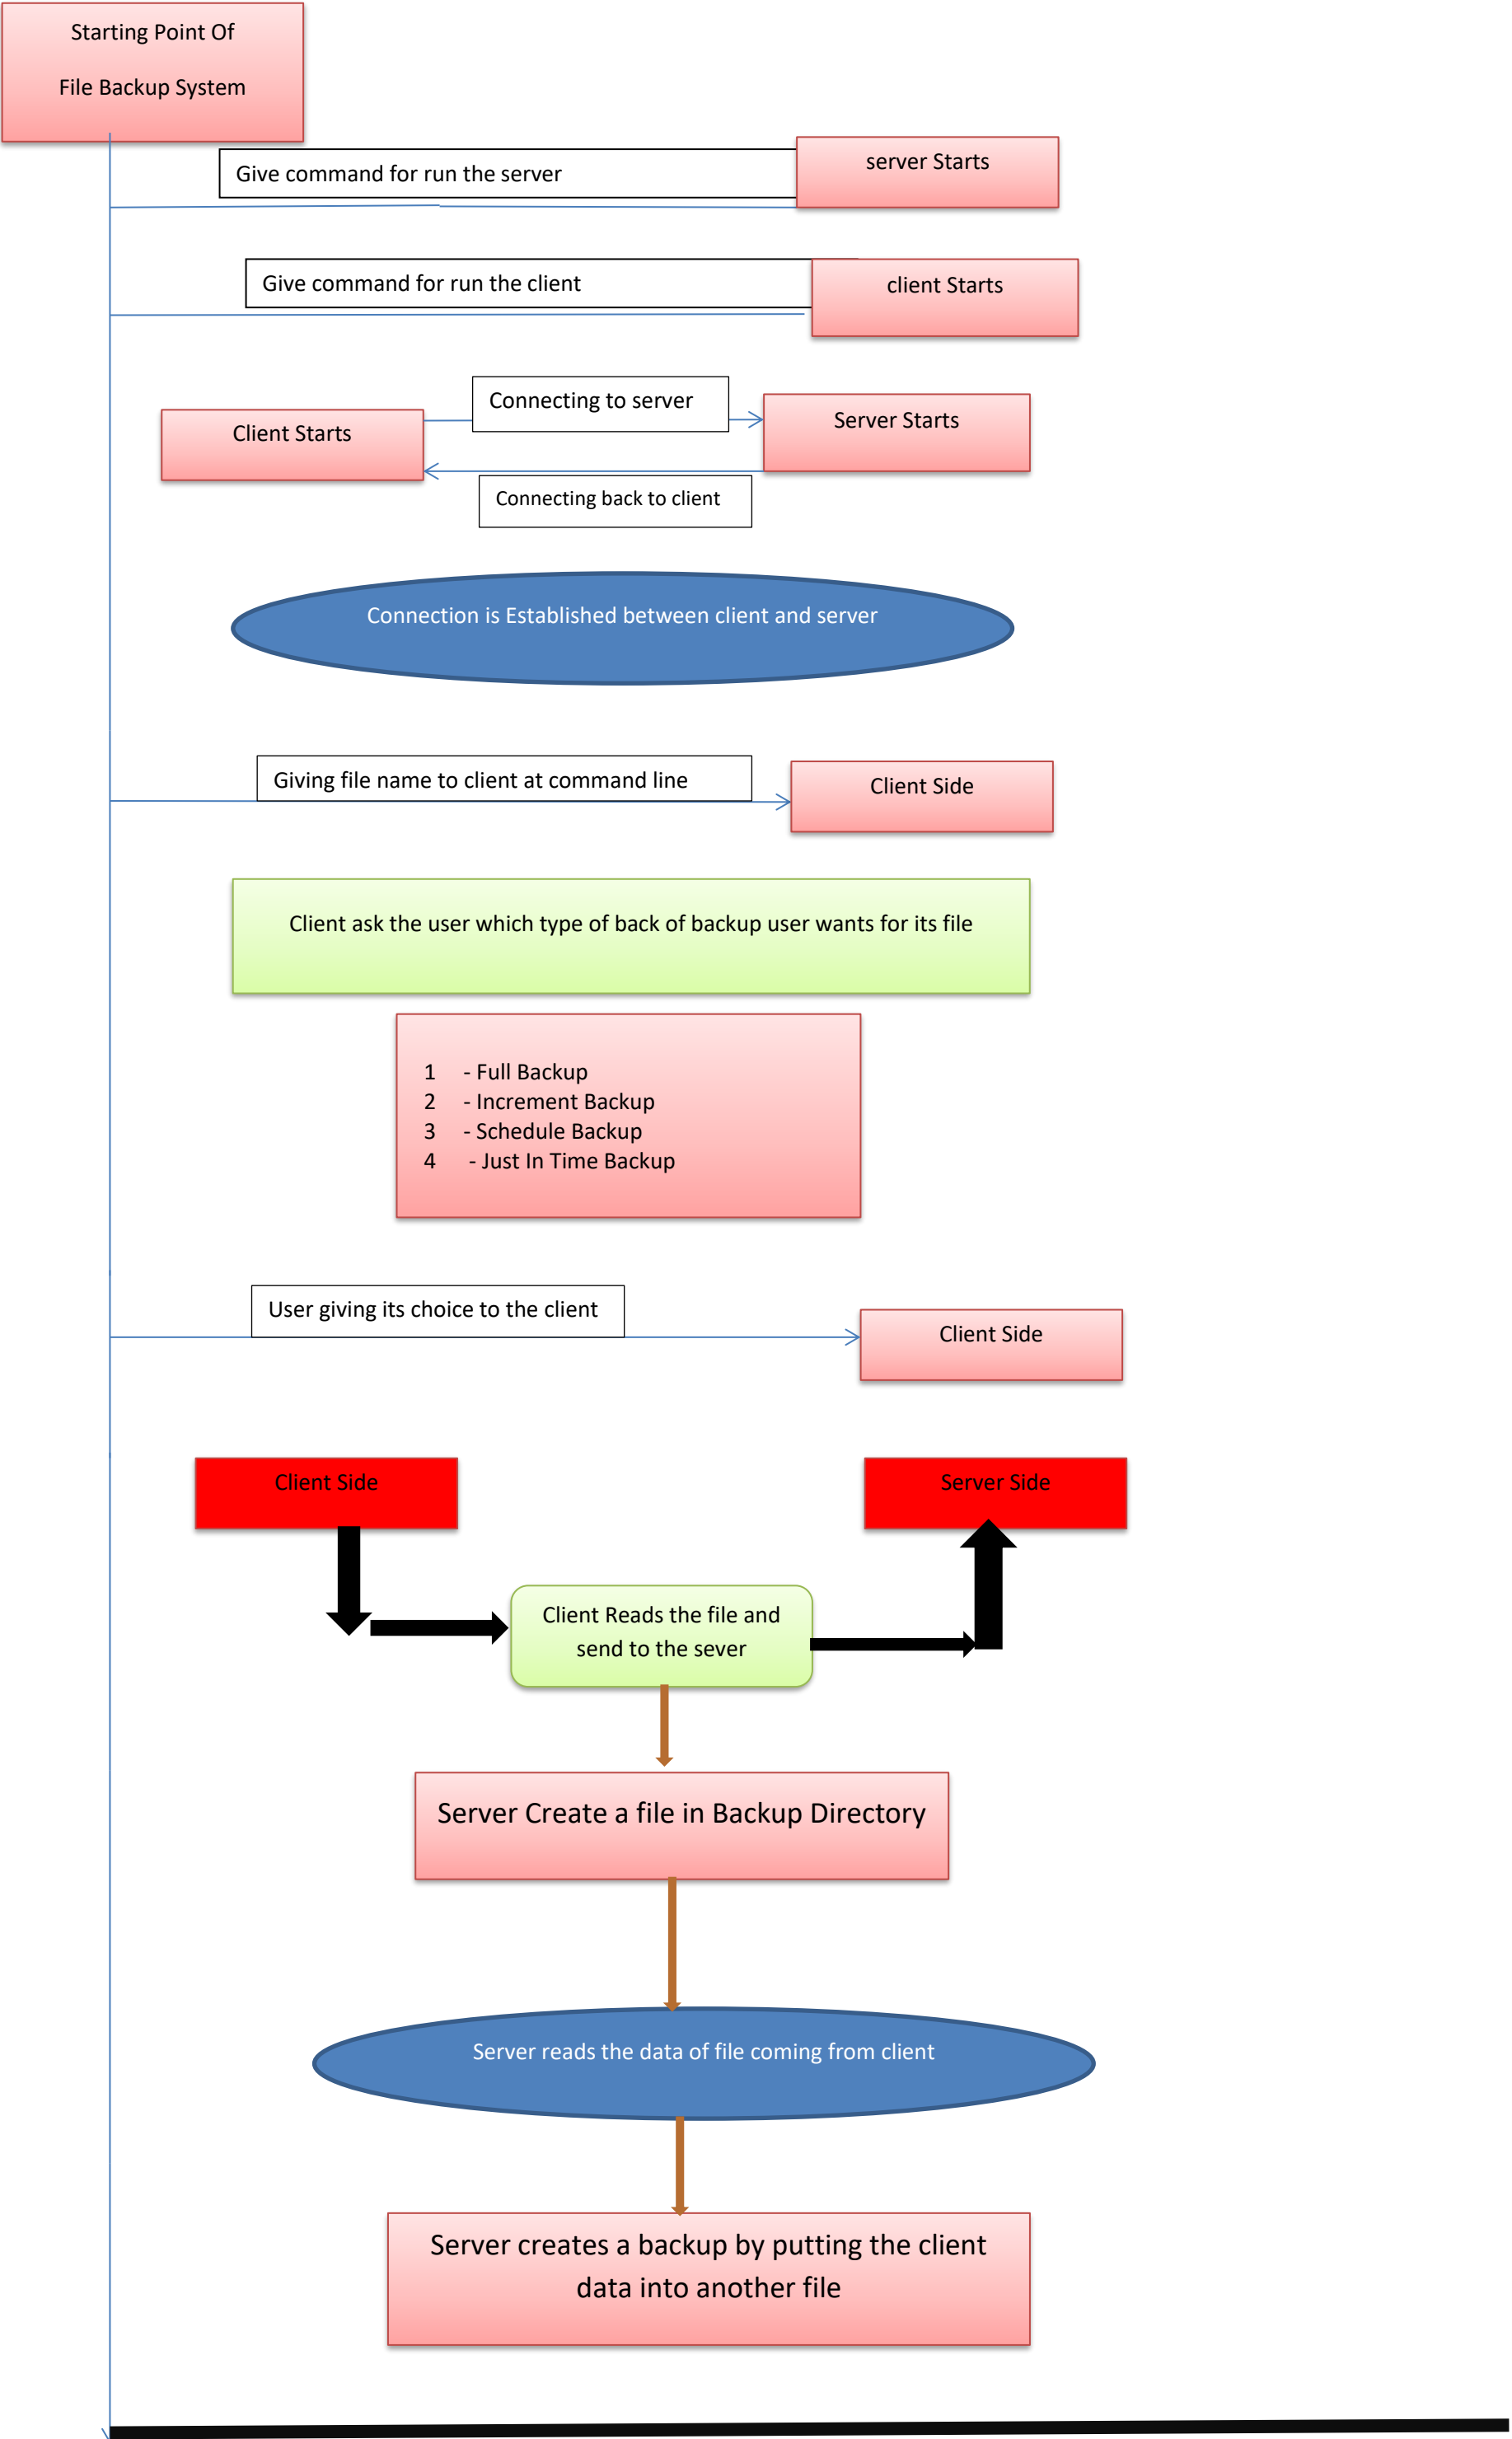 Starting Point Of
File Backup System
Give command for run the server
server Starts
Give command for run the client
client Starts
Connecting to server
Client Starts
Server Starts
Connecting back to client
Connection is Established between client and server
Giving file name to client at command line
Client Side
Client ask the user which type of back of backup user wants for its file
1 - Full Backup
2 - Increment Backup
3 - Schedule Backup
4 - Just In Time Backup
User giving its choice to the client
Client Side
Client Side
Server Side
Client Reads the file and
send to the sever
Server Create a file in Backup Directory
Server reads the data of file coming from client
Server creates a backup by putting the client
data into another file